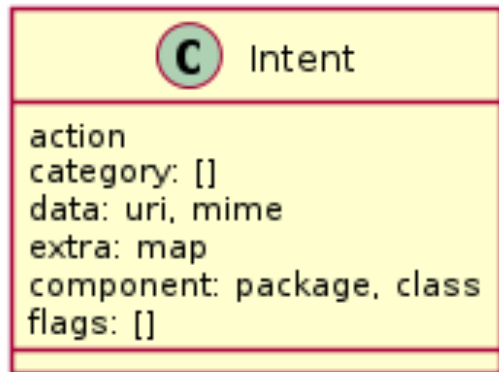 C Intent
action
category: []
data: uri, mime
extra: map
component: package, class
flags: []